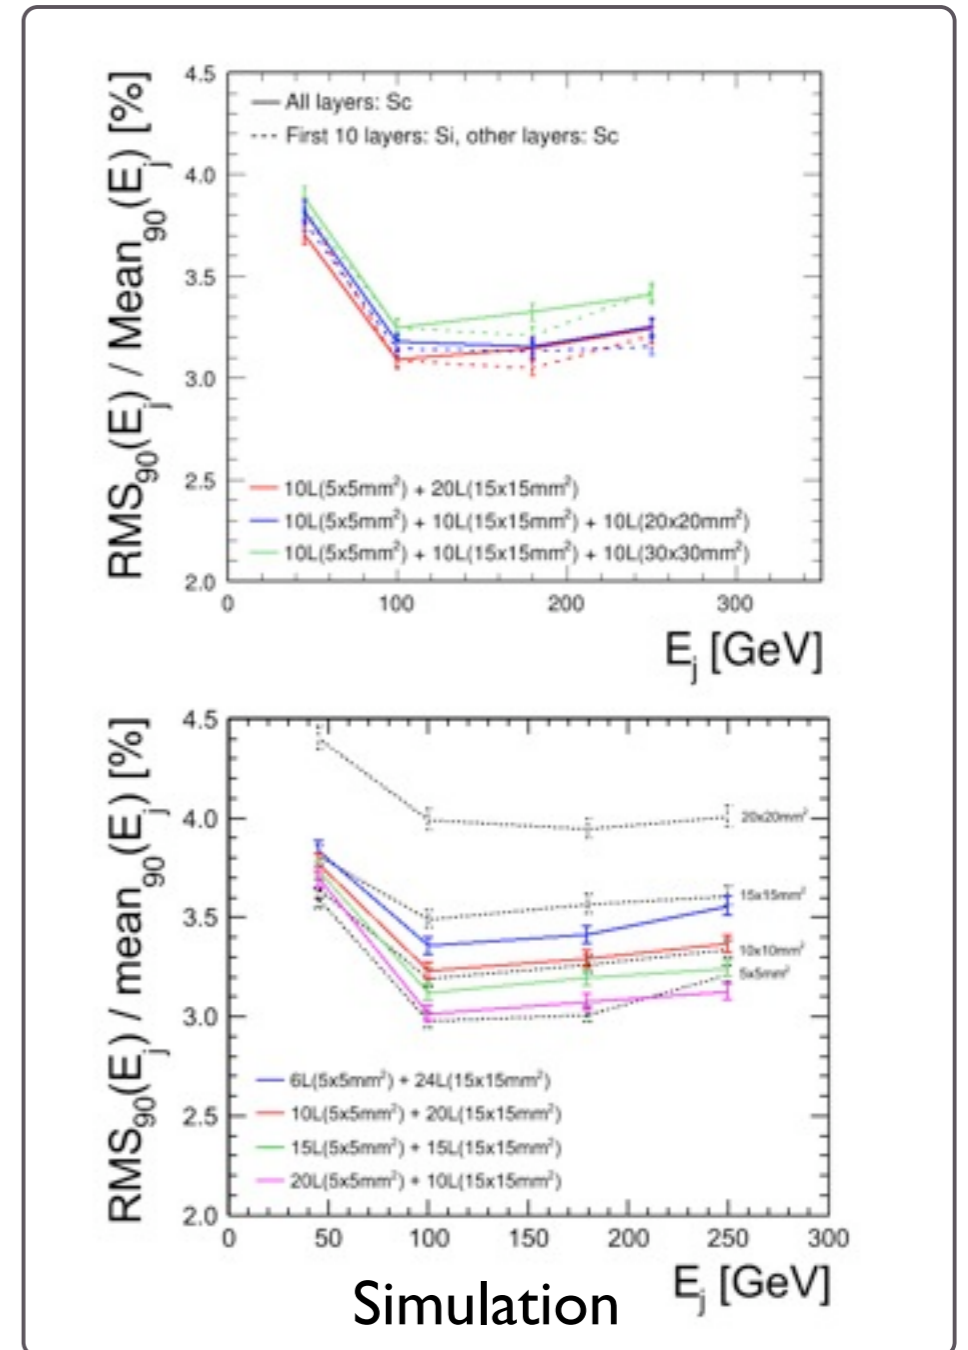 RMS90(Ej) / Mean90(Ej) [%]
4.5
4.0
3.5
3.0
2.5
2.0
All layers: Sc
First 10 layers: Si, other layers: Sc
10L(5x5mm²) + 20L(15x15mm²)
10L(5x5mm²) + 10L(15x15mm²) + 10L(20x20mm²)
10L(5x5mm²) + 10L(15x15mm²) + 10L(30x30mm²)
0 100 200 300
Ej [GeV]
RMS90(Ej) / mean90(Ej) [%]
4.5
4.0
3.5
3.0
2.5
2.0
20x20mm²
15x15mm²
10x10mm²
5x5mm²
6L(5x5mm²) + 24L(15x15mm²)
10L(5x5mm²) + 20L(15x15mm²)
15L(5x5mm²) + 15L(15x15mm²)
20L(5x5mm²) + 10L(15x15mm²)
0 50 100 150 200 250 300
Ej [GeV]
Simulation